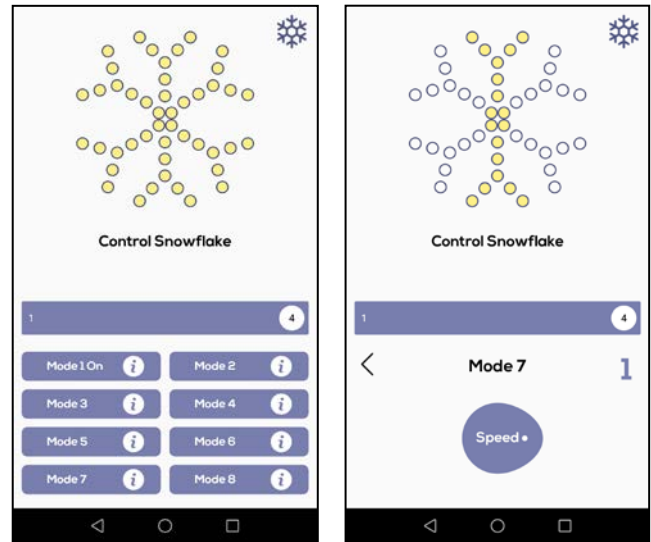 Control Snowflake
1 4
Mode 1 On i Mode 2 i
Mode 3 i Mode 4 i
Mode 5 i Mode 6 i
Mode 7 i Mode 8 i
Control Snowflake
1 4
Mode 7 1
Speed